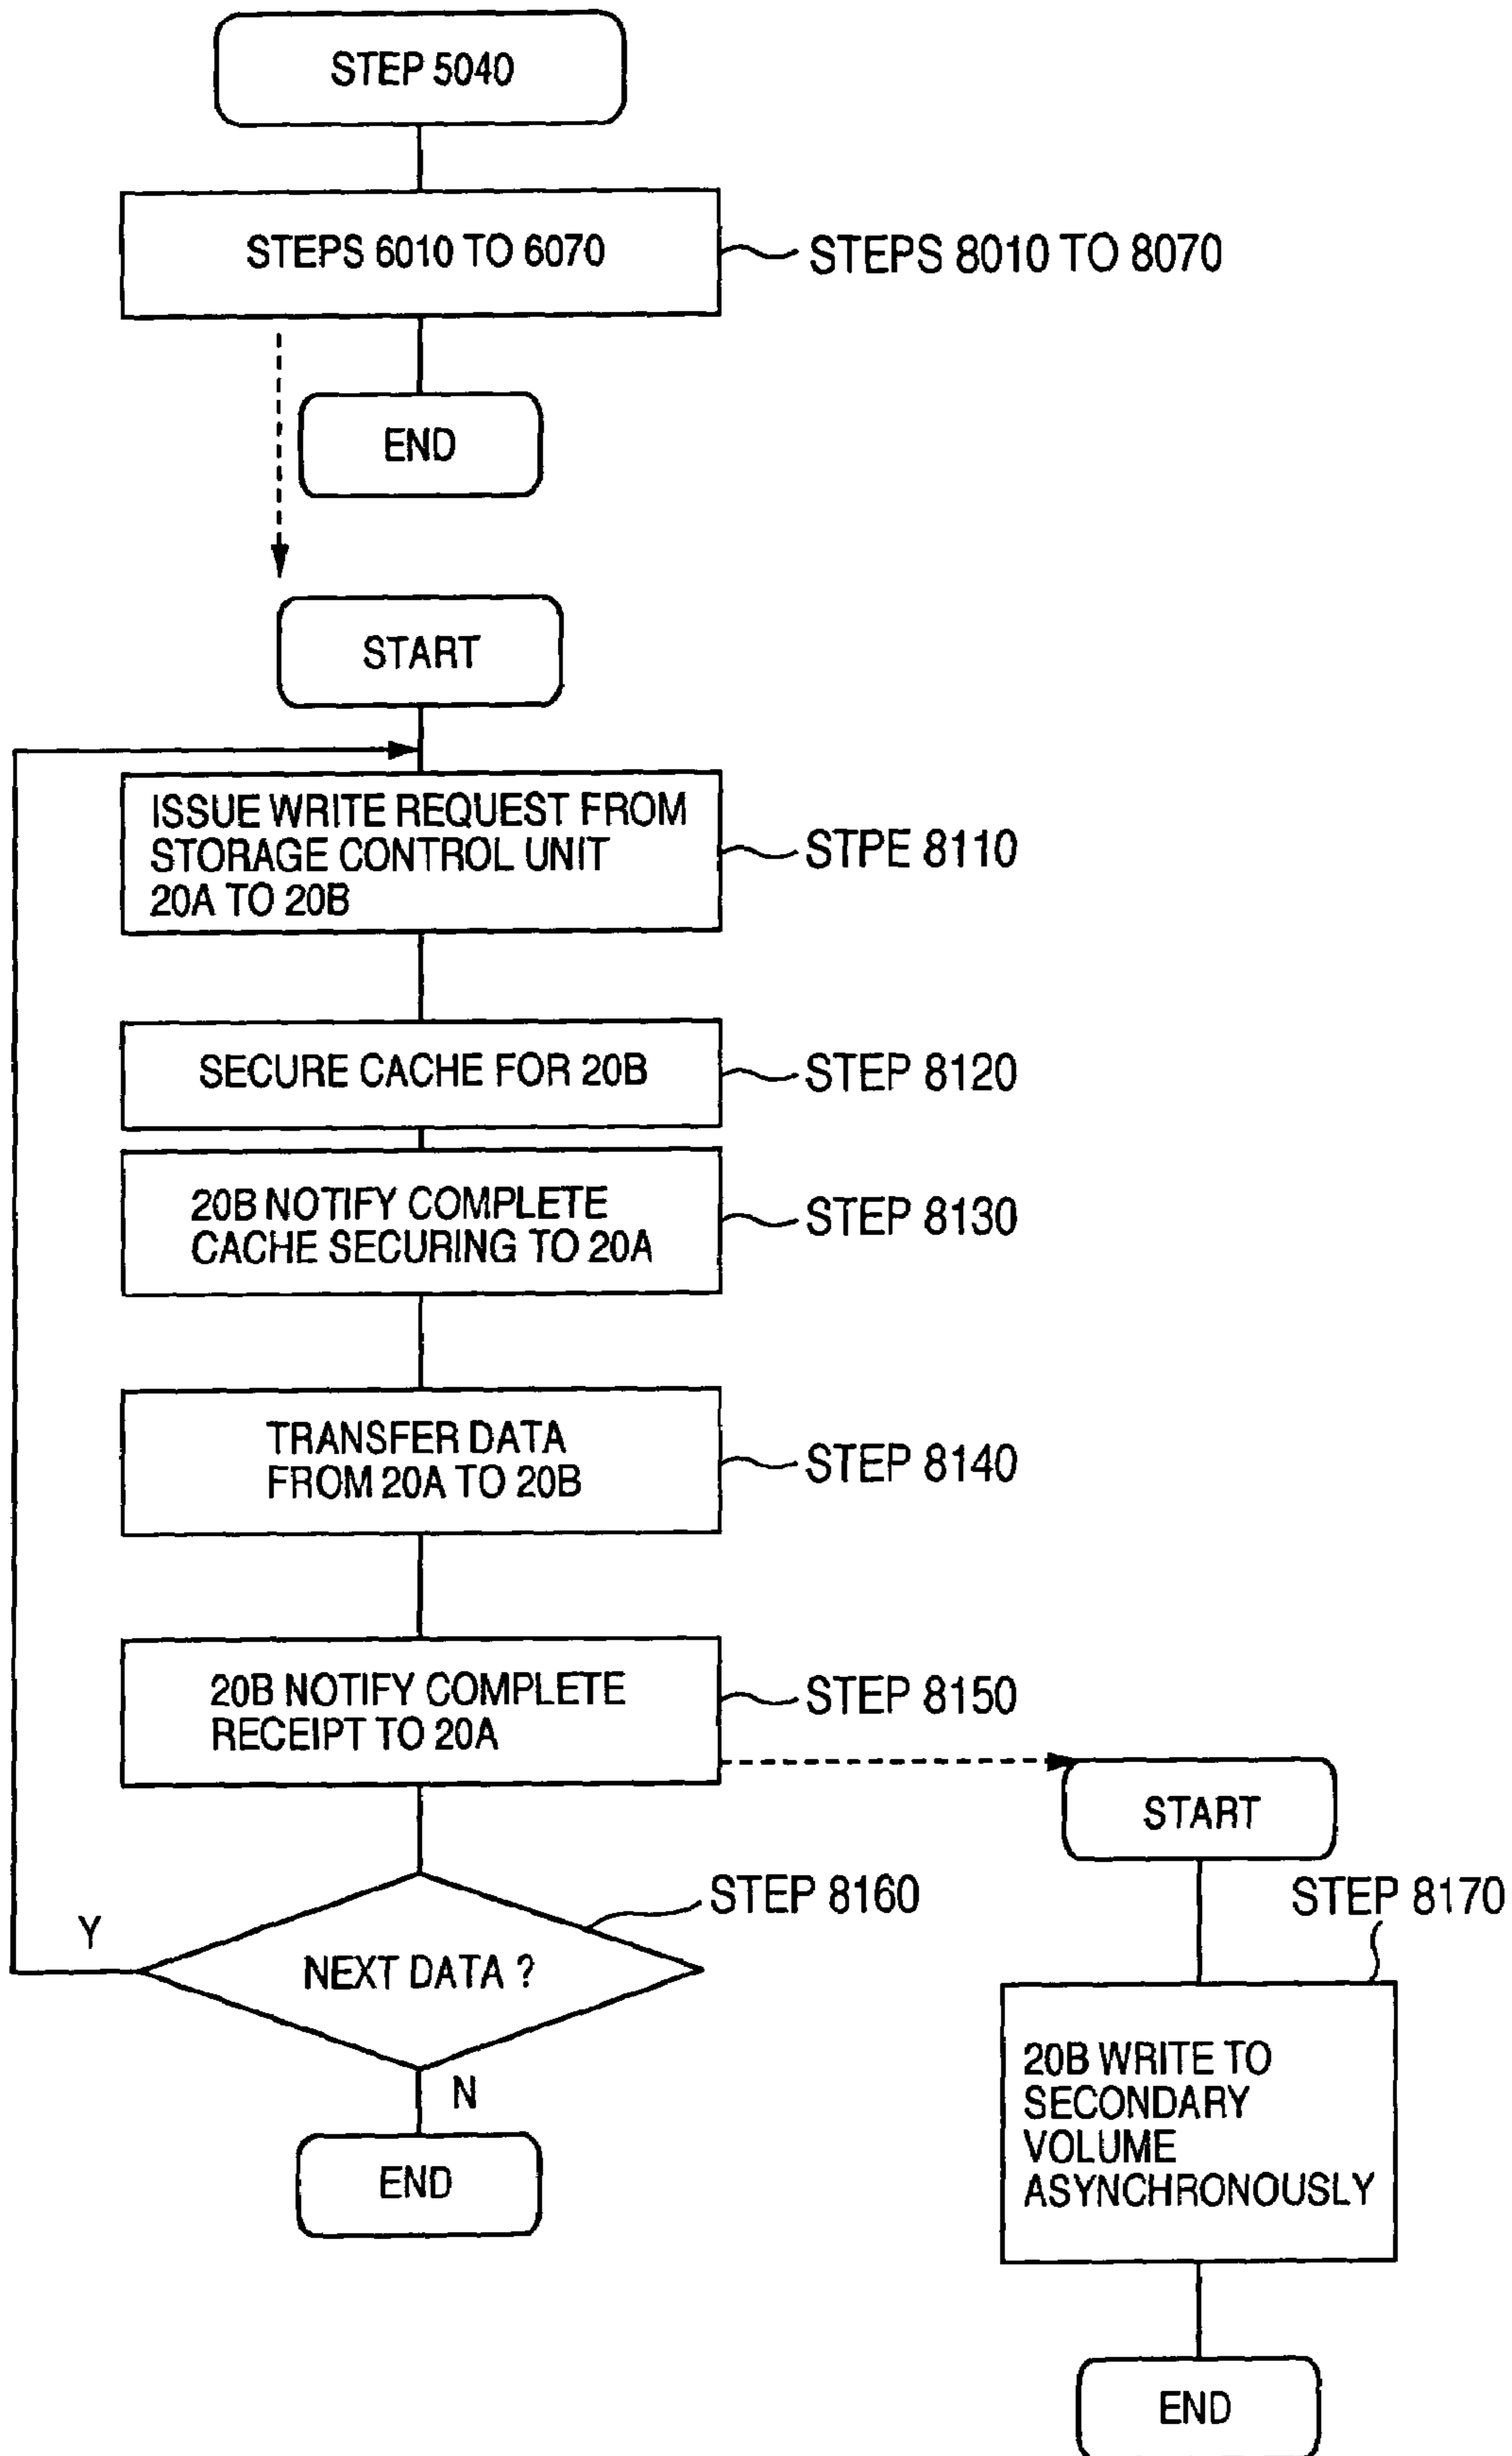 STEP 5040
STEPS 6010 TO 6070
STEPS 8010 TO 8070
END
START
ISSUE WRITE REQUEST FROM
STORAGE CONTROL UNIT
20A TO 20B
STPE 8110
SECURE CACHE FOR 20B
STEP 8120
20B NOTIFY COMPLETE
CACHE SECURING TO 20A
STEP 8130
TRANSFER DATA
FROM 20A TO 20B
STEP 8140
20B NOTIFY COMPLETE
RECEIPT TO 20A
STEP 8150
START
STEP 8160
STEP 8170
Y
NEXT DATA ?
N
20B WRITE TO
SECONDARY
VOLUME
ASYNCHRONOUSLY
END
END